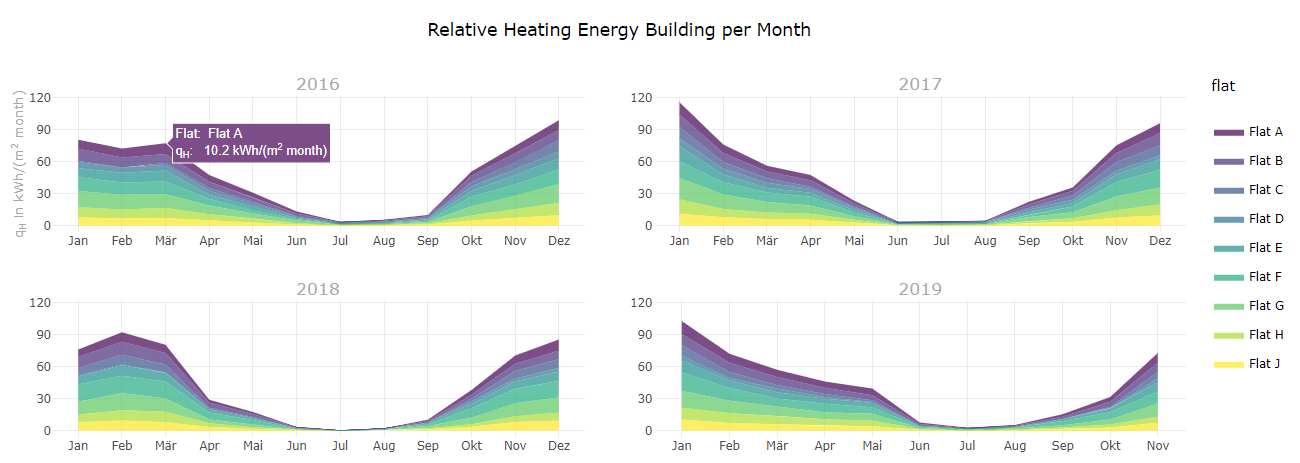 Relative Heating Energy Building per Month
2016
2017
flat
qH in kWh/(m² month)
120
90
60
30
0
Flat: Flat A
qH: 10.2 kWh/(m² month)
Jan Feb Mär Apr Mai Jun Jul Aug Sep Okt Nov Dez
120
90
60
30
0
Jan Feb Mär Apr Mai Jun Jul Aug Sep Okt Nov Dez
Flat A
Flat B
Flat C
Flat D
Flat E
Flat F
Flat G
Flat H
Flat J
2018
2019
120
90
60
30
0
Jan Feb Mär Apr Mai Jun Jul Aug Sep Okt Nov Dez
120
90
60
30
0
Jan Feb Mär Apr Mai Jun Jul Aug Sep Okt Nov